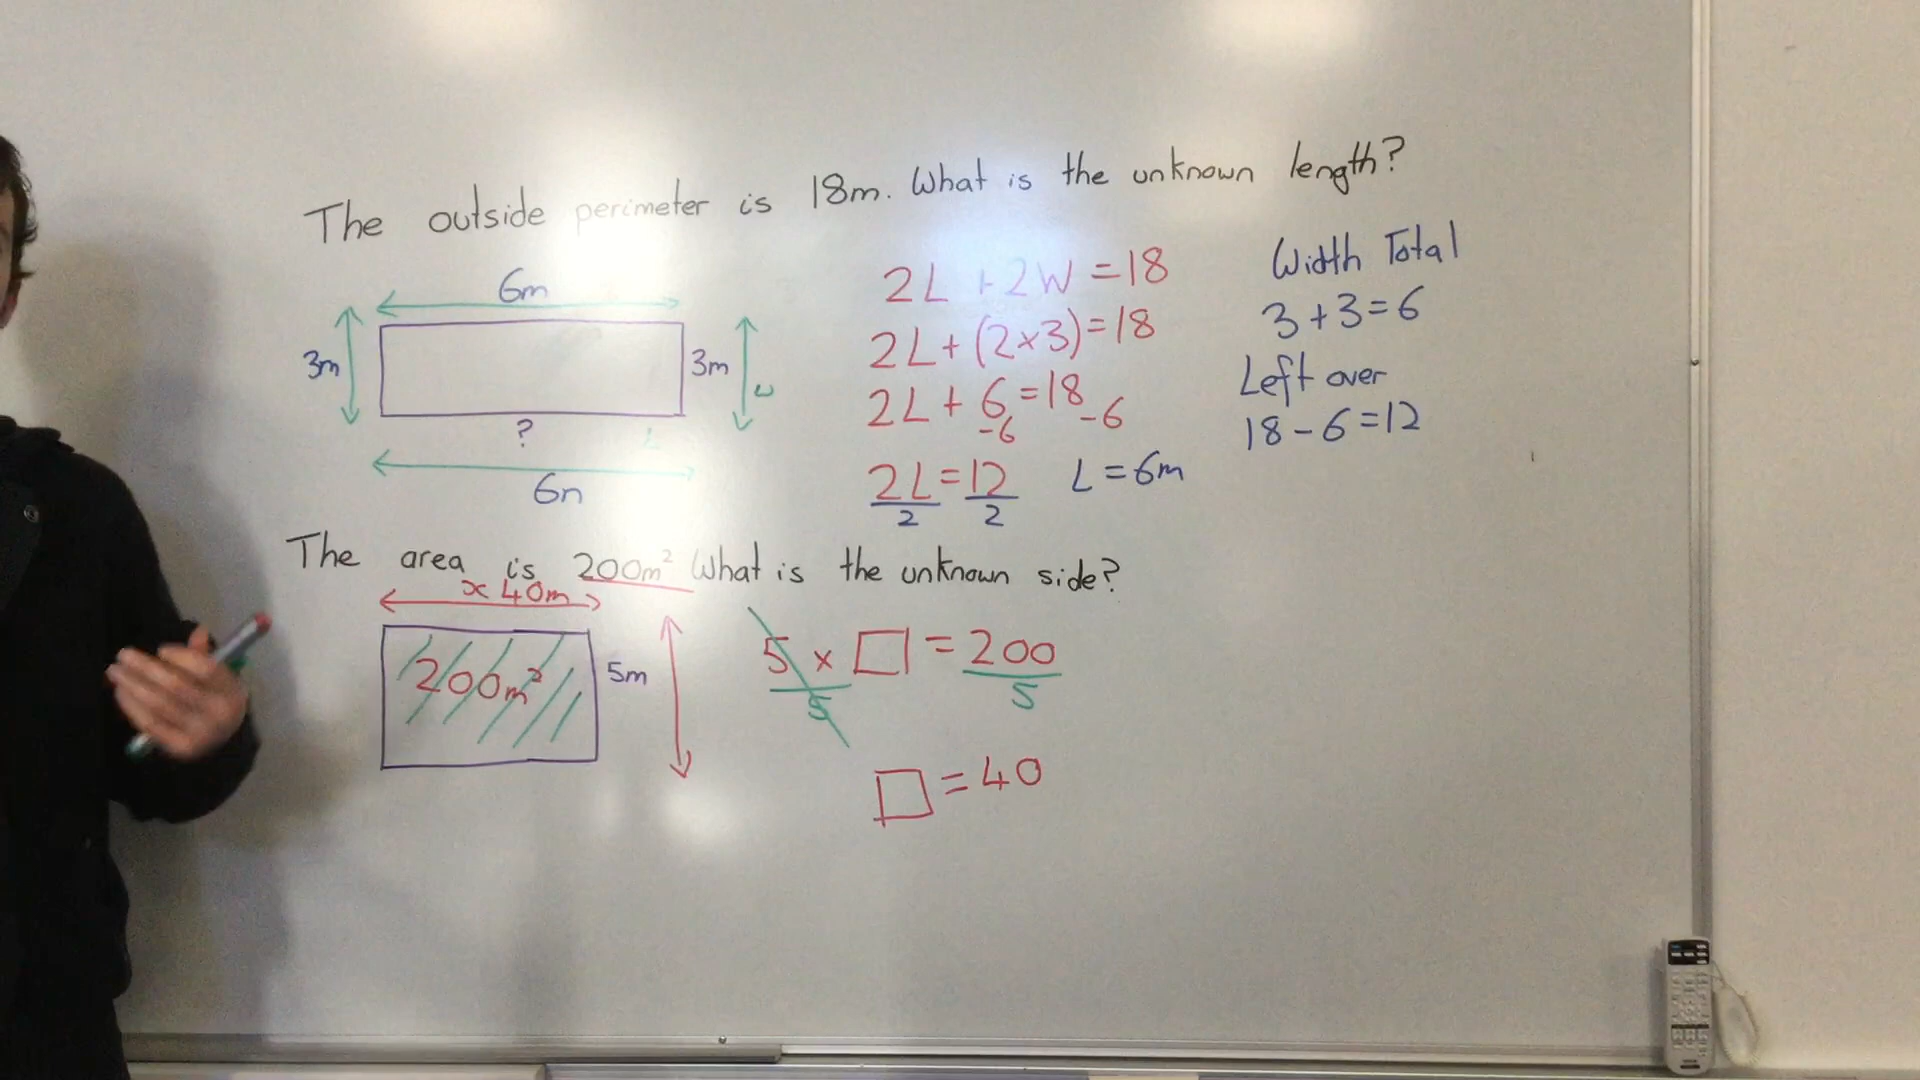 The outside perimeter is 18m. What is the unknown length?
6m
3m
3m
?
L
6m
2L + 2W = 18
2L + (2×3) = 18
2L + 6 = 18
-6 -6
2L = 12 L = 6m
2 2
Width Total
3+3=6
Left over
18-6=12
The area is 200m² What is the unknown side?
x 40m
200m²
5m
5 × □ = 200
5 5
□ = 40